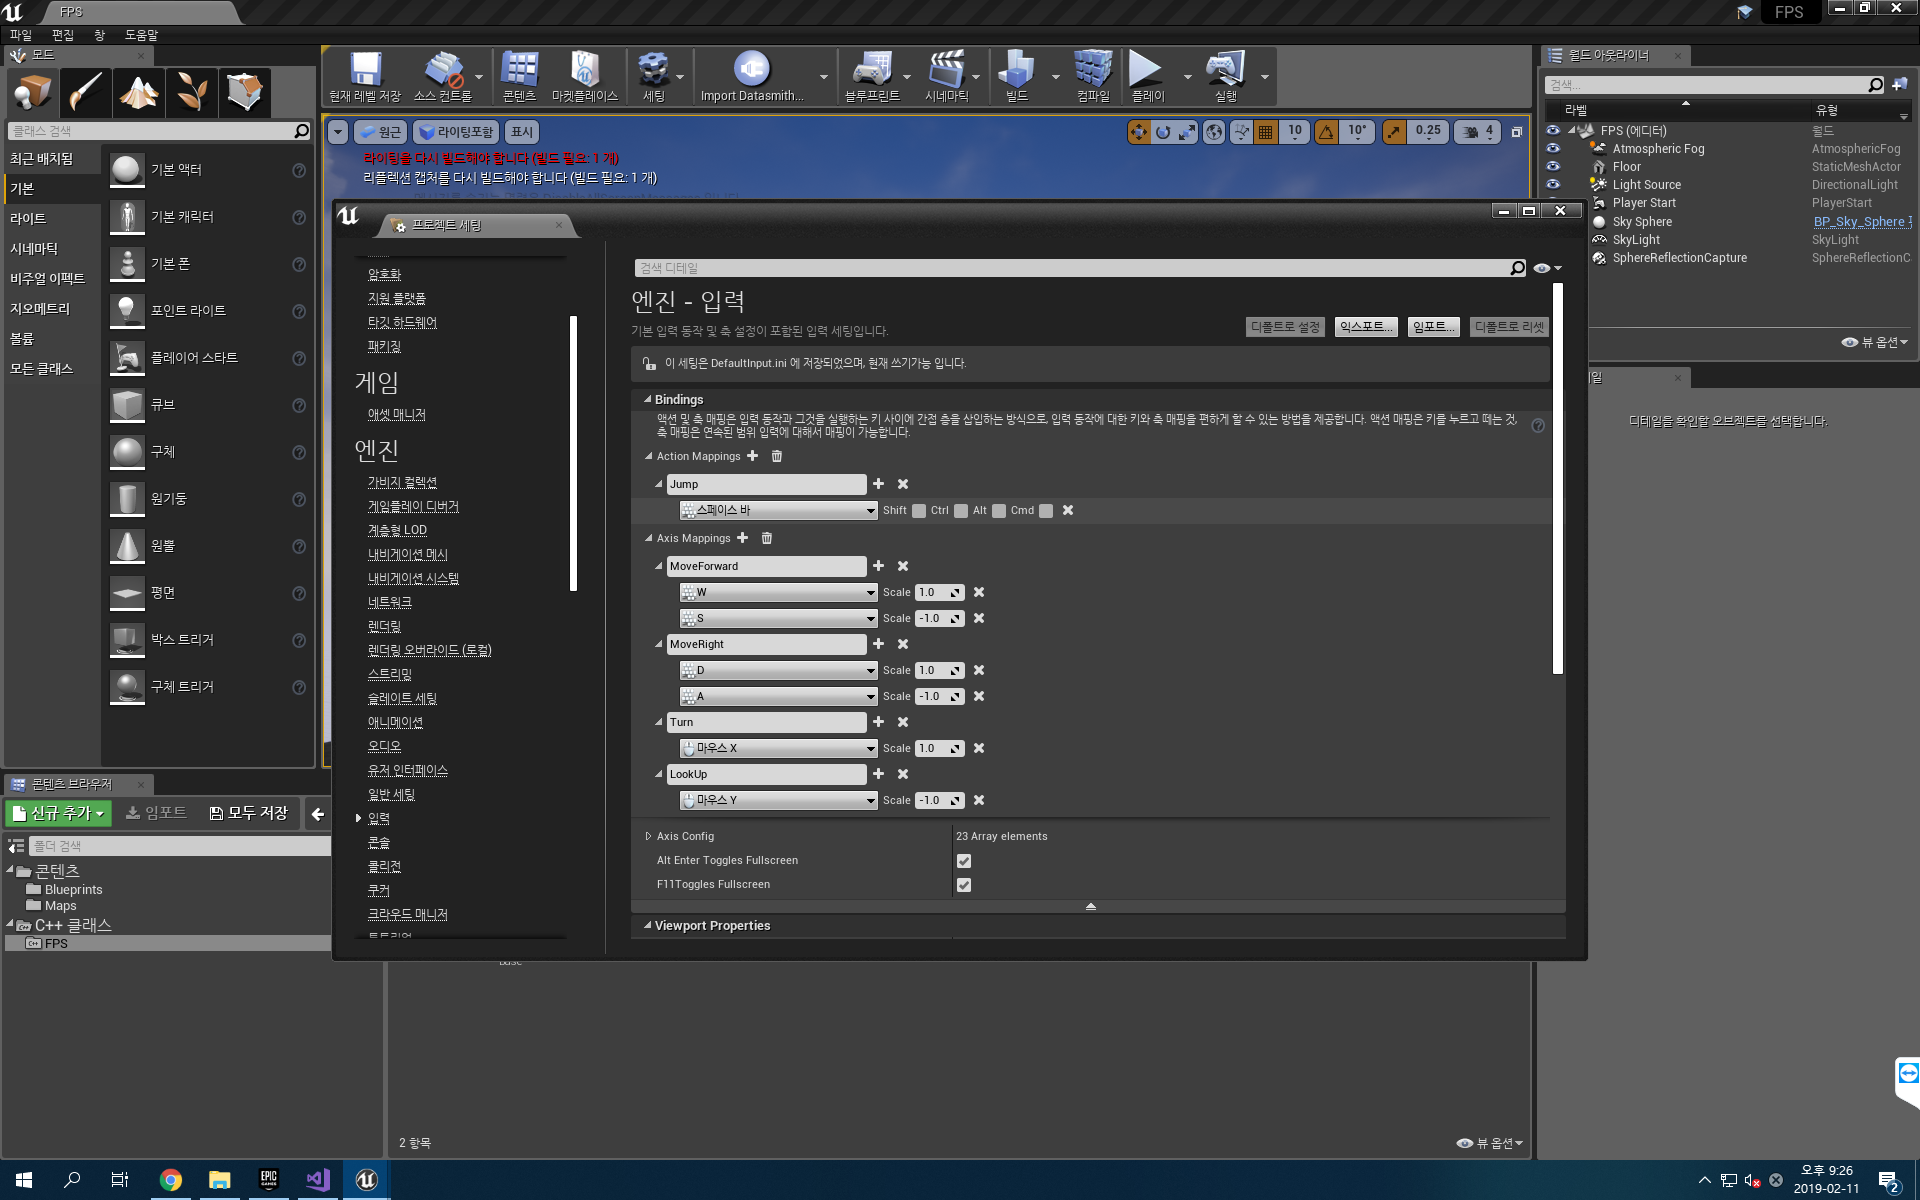 FPS
FPS
파일 편집 창 도움말
모드
클래스 검색
최근 배치됨
기본
라이트
시네마틱
비주얼 이펙트
지오메트리
볼륨
모든 클래스
기본 액터
기본 캐릭터
기본 폰
포인트 라이트
플레이어 스타트
큐브
구체
원기둥
원뿔
평면
박스 트리거
구체 트리거
현재 레벨 저장
소스 컨트롤
콘텐츠
마켓플레이스
세팅
Import Datasmith...
블루프린트
시네마틱
빌드
컴파일
플레이
실행
원근
라이팅포함
표시
10
10°
0.25
4
라이팅을 다시 빌드해야 합니다 (빌드 필요: 1 개)
리플렉션 캡처를 다시 빌드해야 합니다 (빌드 필요: 1 개)
월드 아웃라이너
검색...
라벨 유형
FPS (에디터) 월드
Atmospheric Fog AtmosphericFog
Floor StaticMeshActor
Light Source DirectionalLight
Player Start PlayerStart
Sky Sphere BP_Sky_Sphere
SkyLight SkyLight
SphereReflectionCapture SphereReflectionC
뷰 옵션
일
디테일을 확인할 오브젝트를 선택합니다.
프로젝트 세팅
암호화
지원 플랫폼
타깃 하드웨어
패키징
게임
애셋 매니저
엔진
가비지 컬렉션
게임플레이 디버거
계층형 LOD
내비게이션 메시
내비게이션 시스템
네트워크
렌더링
렌더링 오버라이드 (로컬)
스트리밍
슬레이트 세팅
애니메이션
오디오
유저 인터페이스
일반 세팅
입력
콘솔
콜리전
쿠커
크라우드 매니저
튜토리얼
검색 디테일
엔진 - 입력
기본 입력 동작 및 축 설정이 포함된 입력 세팅입니다.
디폴트로 설정 익스포트... 임포트... 디폴트로 리셋
이 세팅은 DefaultInput.ini 에 저장되었으며, 현재 쓰기가능 입니다.
Bindings
액션 및 축 매핑은 입력 동작과 그것을 실행하는 키 사이에 간접 층을 삽입하는 방식으로, 입력 동작에 대한 키와 축 매핑을 편하게 할 수 있는 방법을 제공합니다. 액션 매핑은 키를 누르고 떼는 것,
축 매핑은 연속된 범위 입력에 대해서 매핑이 가능합니다.
Action Mappings
Jump
스페이스 바 Shift Ctrl Alt Cmd
Axis Mappings
MoveForward
W Scale 1.0
S Scale -1.0
MoveRight
D Scale 1.0
A Scale -1.0
Turn
마우스 X Scale 1.0
LookUp
마우스 Y Scale -1.0
Axis Config 23 Array elements
Alt Enter Toggles Fullscreen
F11Toggles Fullscreen
Viewport Properties
콘텐츠 브라우저
신규 추가 임포트 모두 저장
폴더 검색
콘텐츠
Blueprints
Maps
C++ 클래스
FPS
Base
2 항목
뷰 옵션
EPIC
GAMES
오후 9:26
2019-02-11
2